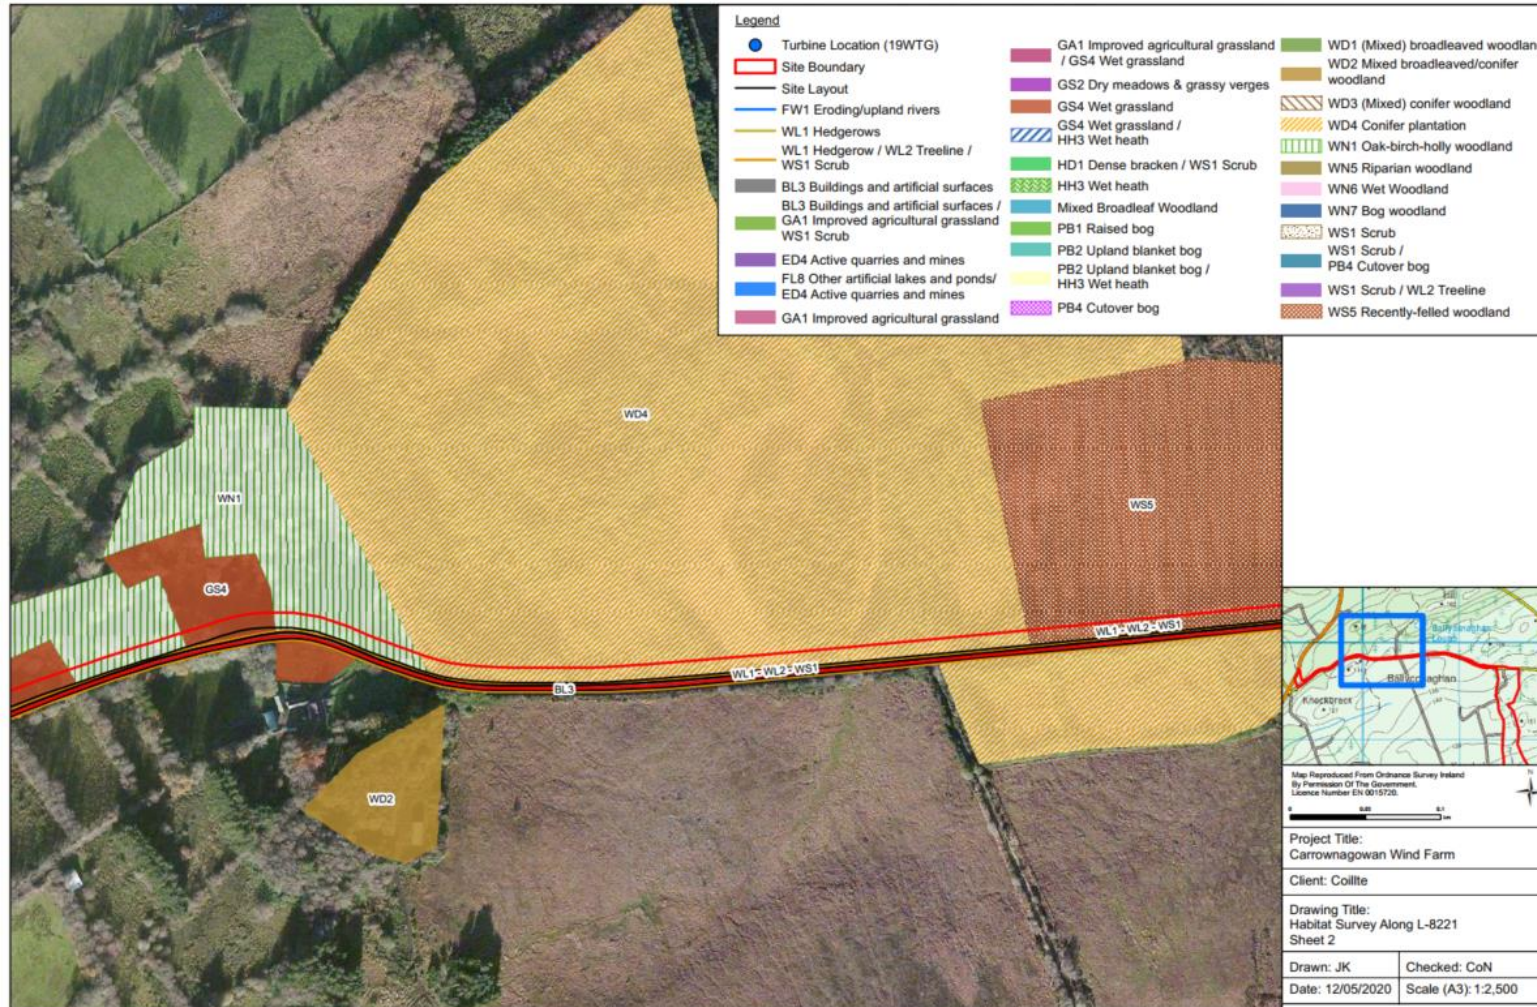 Legend
Turbine Location (19WTG)
Site Boundary
Site Layout
FW1 Eroding/upland rivers
WL1 Hedgerows
WL1 Hedgerow / WL2 Treeline /
WS1 Scrub
BL3 Buildings and artificial surfaces
BL3 Buildings and artificial surfaces /
GA1 Improved agricultural grassland
WS1 Scrub
ED4 Active quarries and mines
FL8 Other artificial lakes and ponds/
ED4 Active quarries and mines
GA1 Improved agricultural grassland
GA1 Improved agricultural grassland
/ GS4 Wet grassland
GS2 Dry meadows & grassy verges
GS4 Wet grassland
GS4 Wet grassland /
HH3 Wet heath
HD1 Dense bracken / WS1 Scrub
HH3 Wet heath
Mixed Broadleaf Woodland
PB1 Raised bog
PB2 Upland blanket bog
PB2 Upland blanket bog /
HH3 Wet heath
PB4 Cutover bog
WD1 (Mixed) broadleaved woodlan
WD2 Mixed broadleaved/conifer
woodland
WD3 (Mixed) conifer woodland
WD4 Conifer plantation
WN1 Oak-birch-holly woodland
WN5 Riparian woodland
WN6 Wet Woodland
WN7 Bog woodland
WS1 Scrub
WS1 Scrub /
PB4 Cutover bog
WS1 Scrub / WL2 Treeline
WS5 Recently-felled woodland
WD4
WN1
WS5
GS4
WL1 - WL2 - WS1
WL1 - WL2 - WS1
BL3
WD2
Knockbrack
Map Reproduced From Ordnance Survey Ireland
By Permission Of The Government.
Licence Number EN 0015720.
N
0 0.05 0.1
km
Project Title:
Carrownagowan Wind Farm
Client: Coillte
Drawing Title:
Habitat Survey Along L-8221
Sheet 2
Drawn: JK
Checked: CoN
Date: 12/05/2020
Scale (A3): 1:2,500